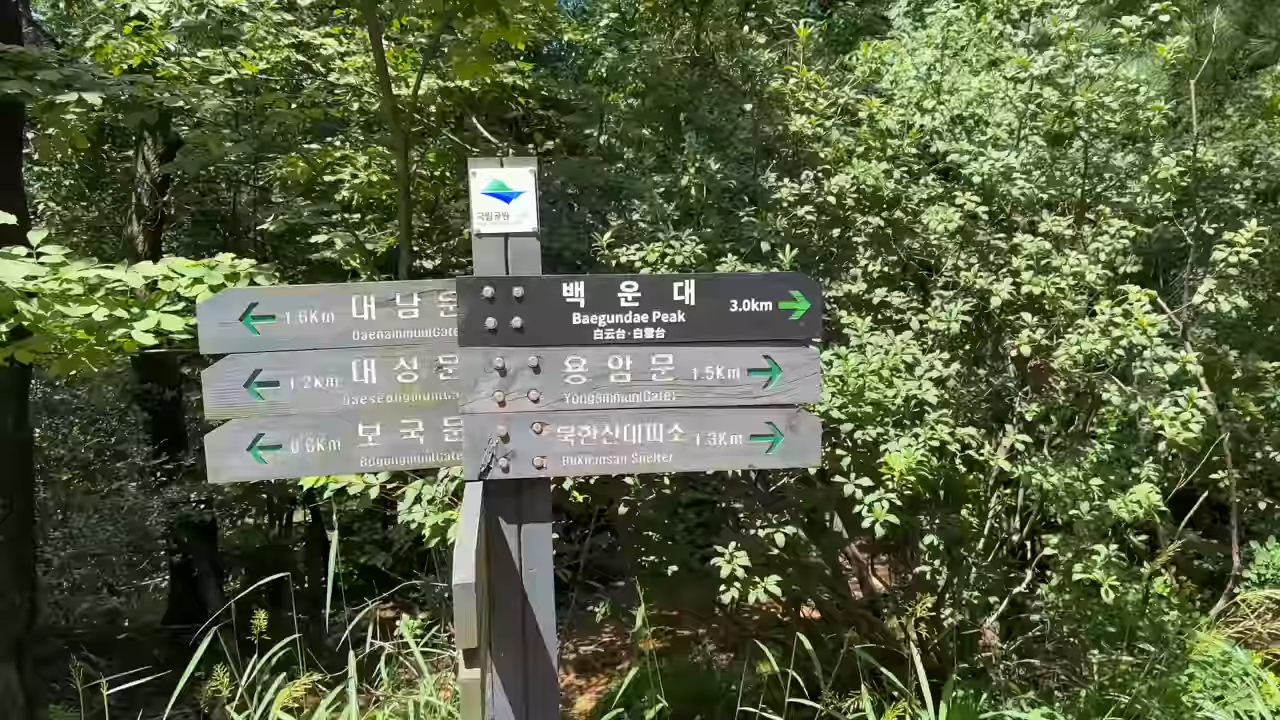 국립공원
대남문
1.6Km
DaenammunGate
백운대
Baegundae Peak
白云台·白雲台
3.0km
대성문
1.2Km
용암문
Yongammun(Gate)
1.5Km
보국문
0.6Km
북한산대피소
Bukhansan Shelter
1.3Km